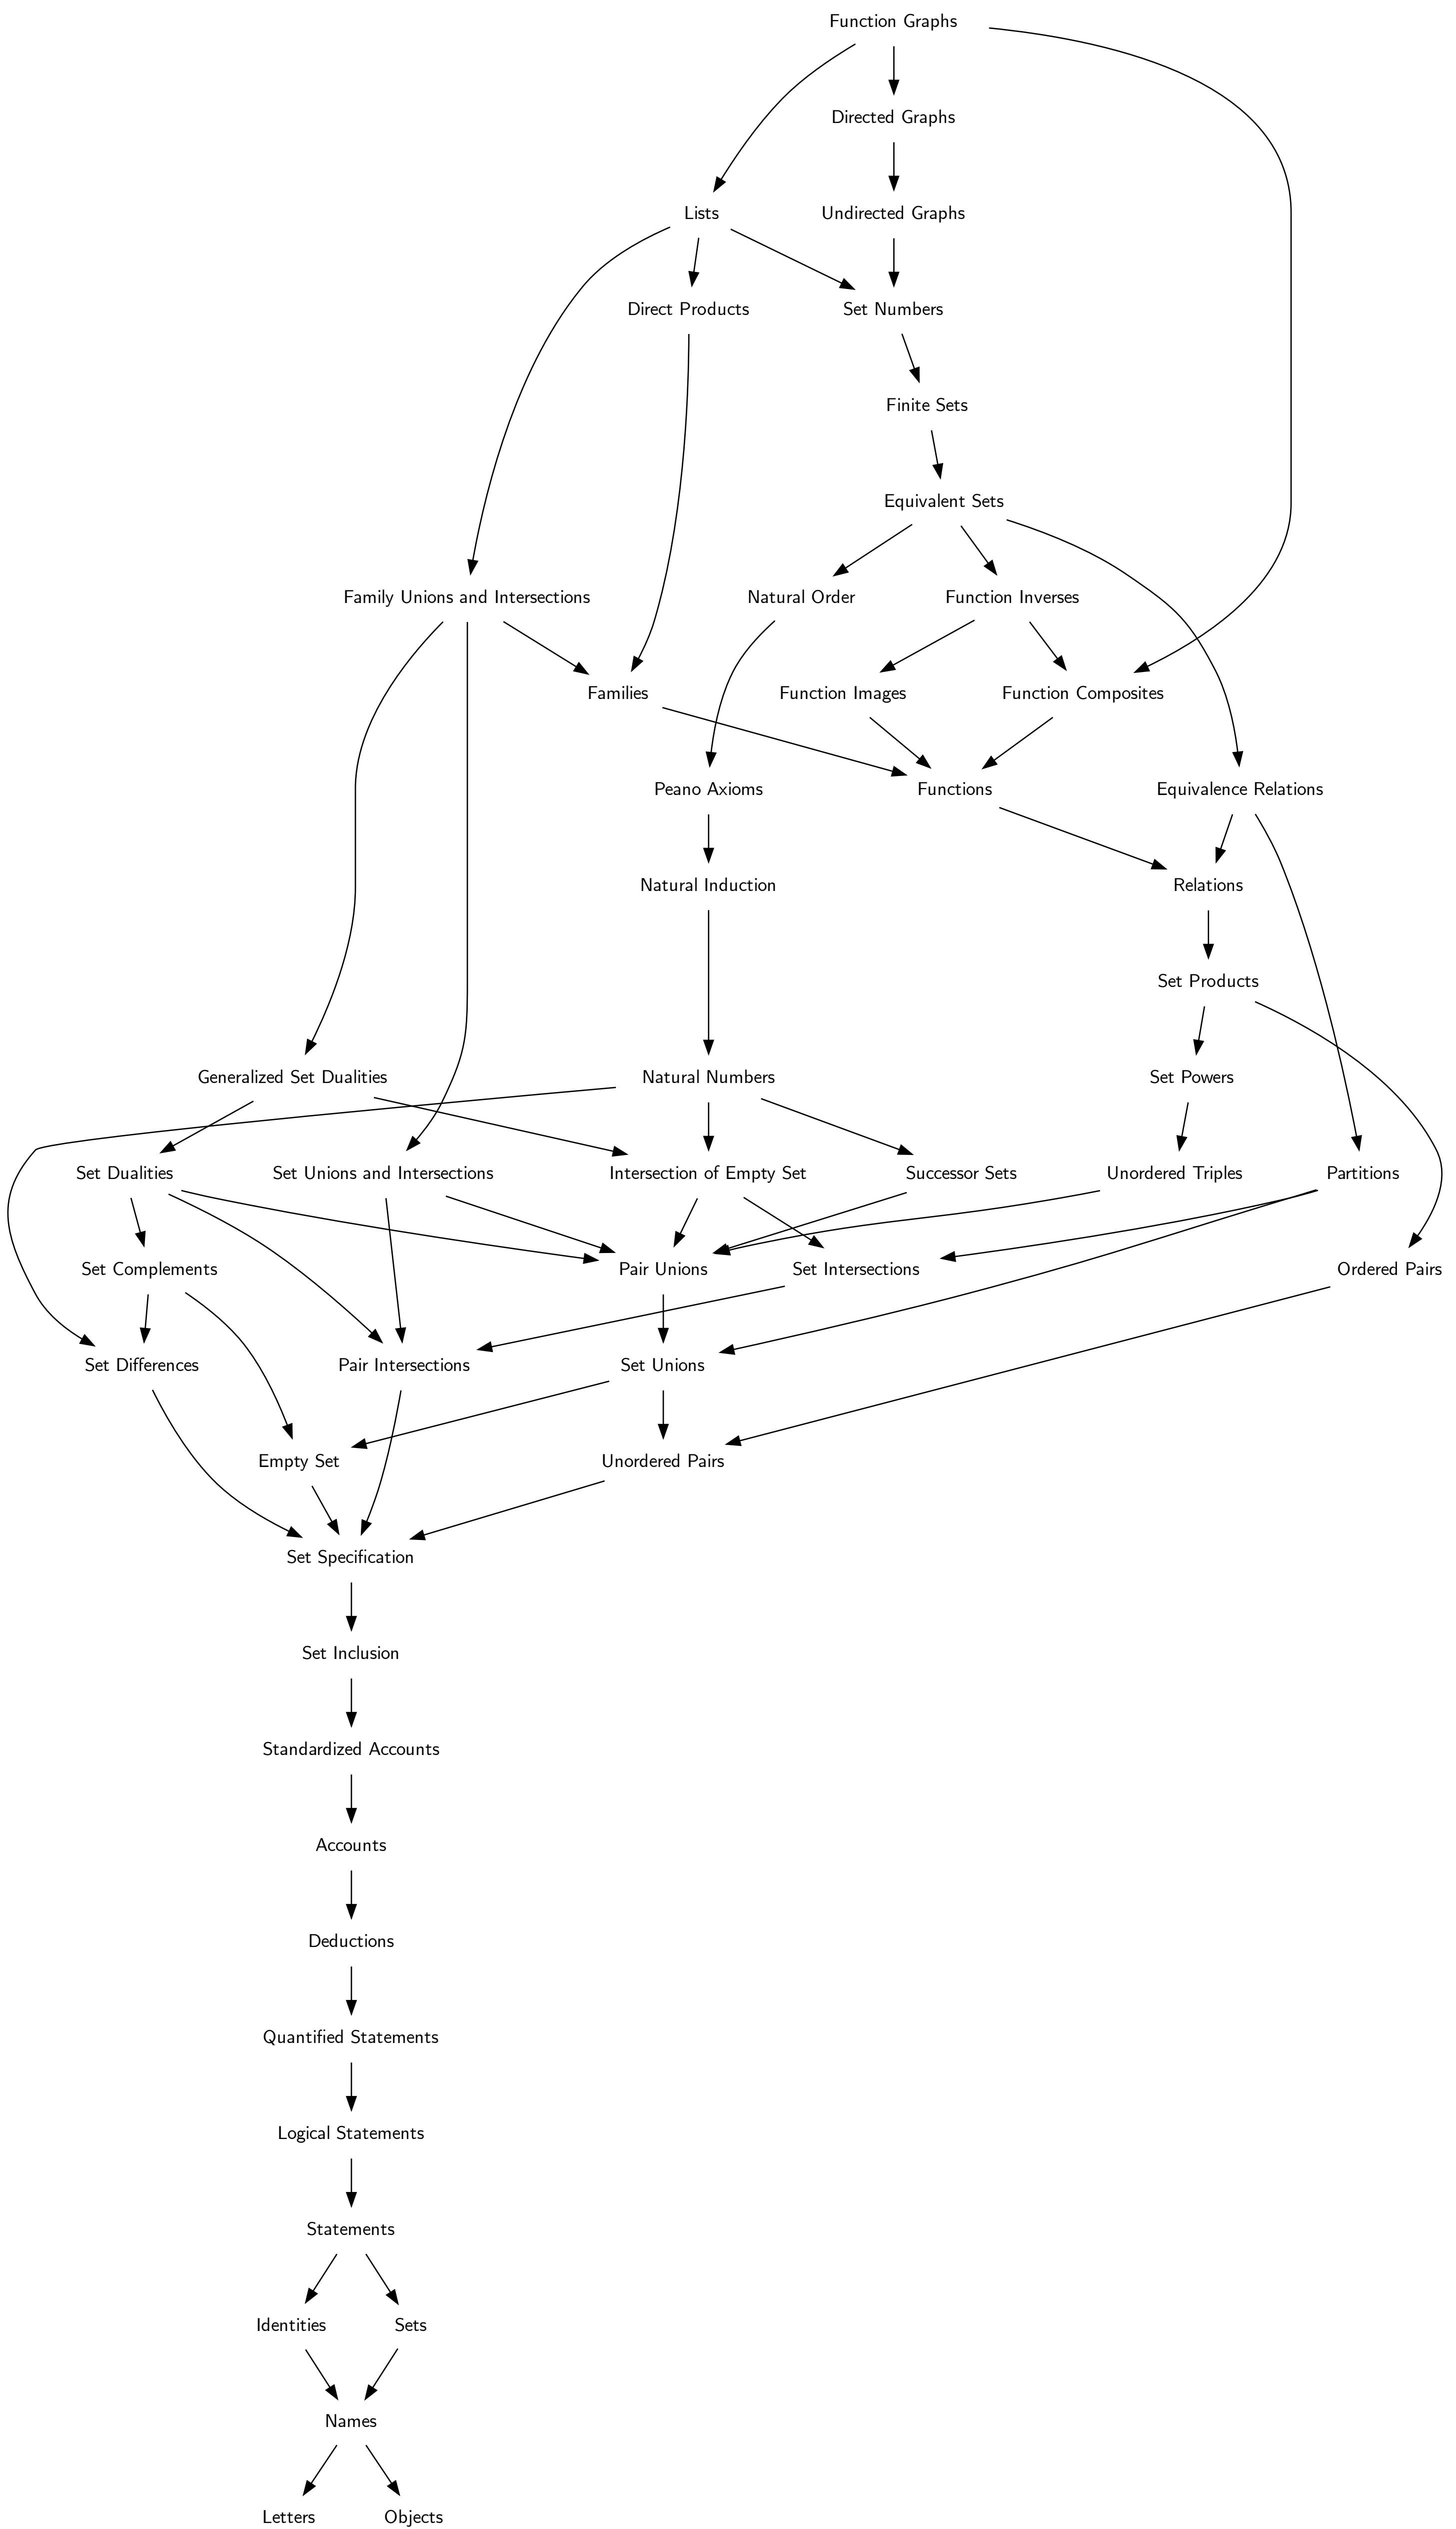 Function Graphs
Directed Graphs
Lists
Undirected Graphs
Direct Products
Set Numbers
Finite Sets
Equivalent Sets
Family Unions and Intersections
Natural Order
Function Inverses
Families
Function Images
Function Composites
Peano Axioms
Functions
Equivalence Relations
Natural Induction
Relations
Set Products
Generalized Set Dualities
Natural Numbers
Set Powers
Set Dualities
Set Unions and Intersections
Intersection of Empty Set
Successor Sets
Unordered Triples
Partitions
Set Complements
Pair Unions
Set Intersections
Ordered Pairs
Set Differences
Pair Intersections
Set Unions
Empty Set
Unordered Pairs
Set Specification
Set Inclusion
Standardized Accounts
Accounts
Deductions
Quantified Statements
Logical Statements
Statements
Identities
Sets
Names
Letters
Objects